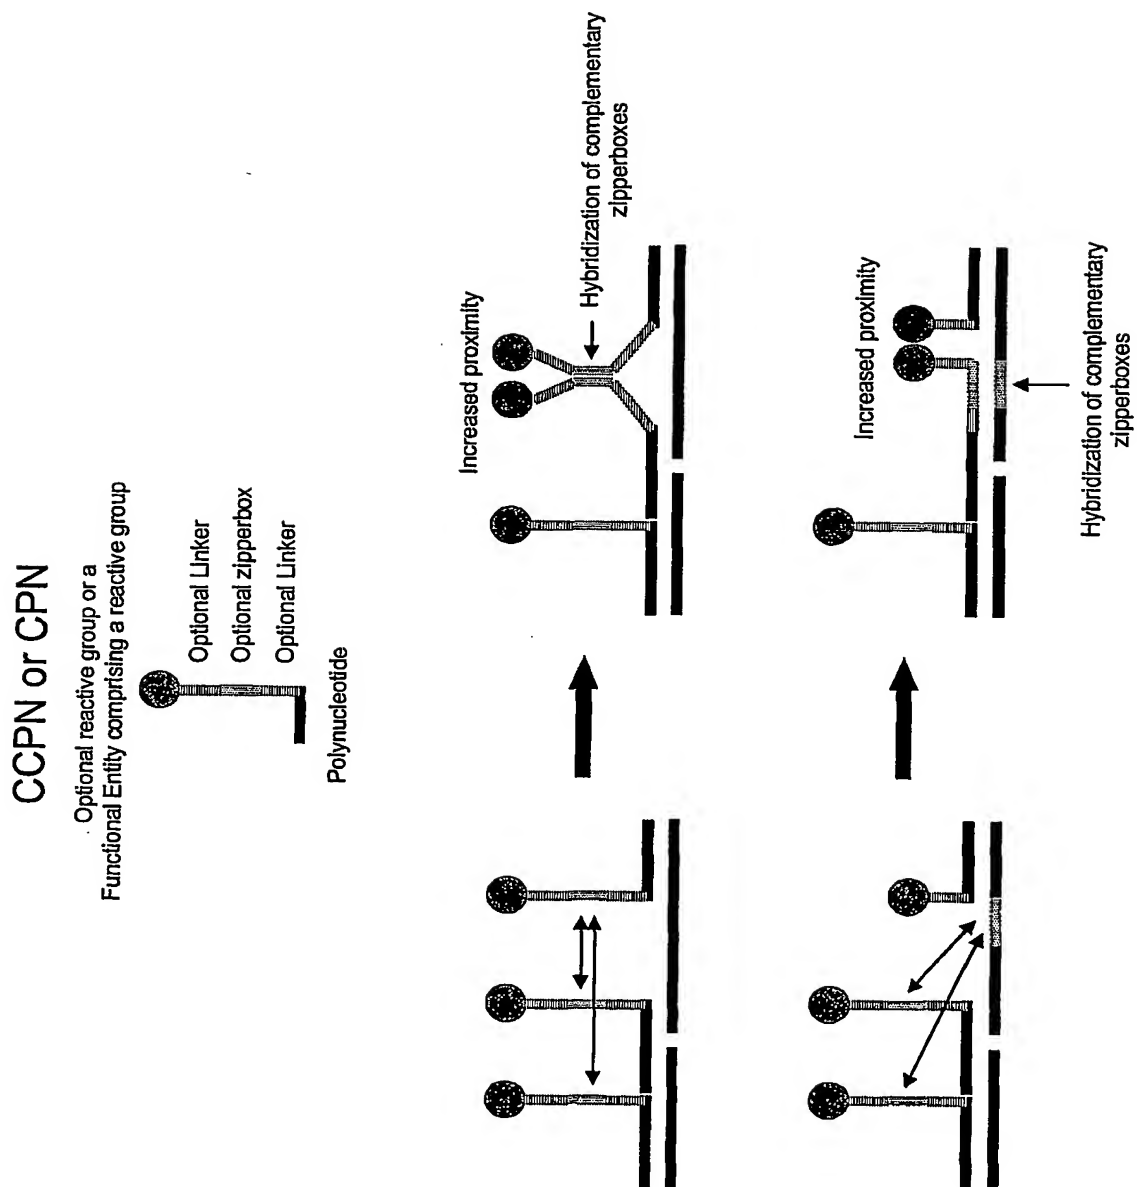 CCPN or CPN
Optional reactive group or a
Functional Entity comprising a reactive group
Optional Linker
Optional zipperbox
Optional Linker
Polynucleotide
Increased proximity
Hybridization of complementary
zipperboxes
Increased proximity
Hybridization of complementary
zipperboxes